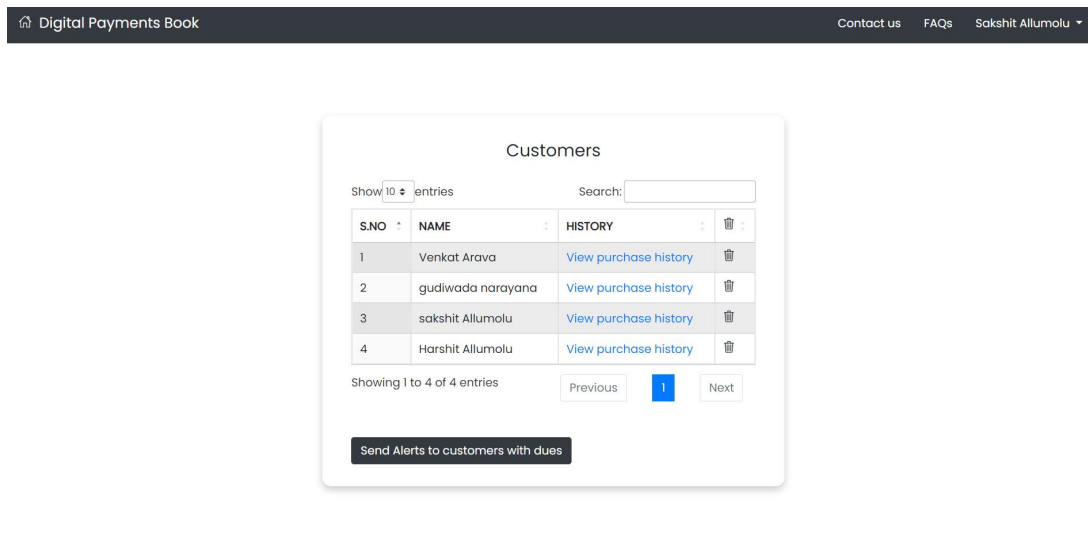 Digital Payments Book Contact us FAQs Sakshit Allumolu
Customers
Show 10 entries Search:
S.NO NAME HISTORY
1 Venkat Arava View purchase history
2 gudiwada narayana View purchase history
3 sakshit Allumolu View purchase history
4 Harshit Allumolu View purchase history
Showing 1 to 4 of 4 entries Previous 1 Next
Send Alerts to customers with dues